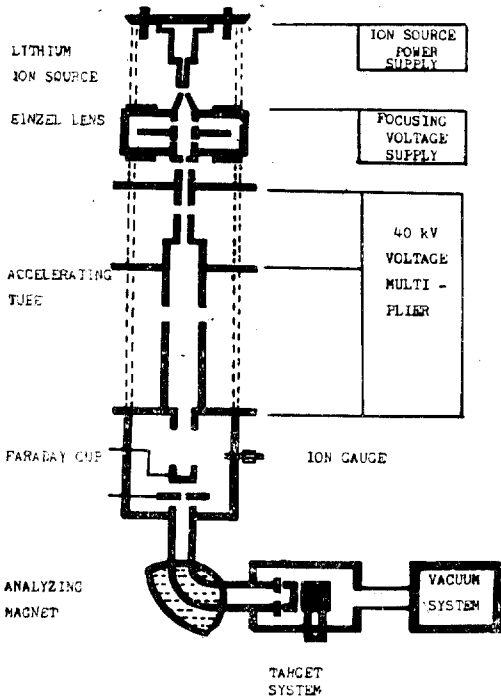 LITHIUM
ION SOURCE
ION SOURCE
POWER
SUPPLY
EINZEL LENS
FOCUSING
VOLTAGE
SUPPLY
40 kV
VOLTAGE
MULTI -
PLIER
ACCELERATING
TUBE
FARADAY CUP
ION GAUGE
ANALYZING
MAGNET
VACUUM
SYSTEM
TARGET
SYSTEM